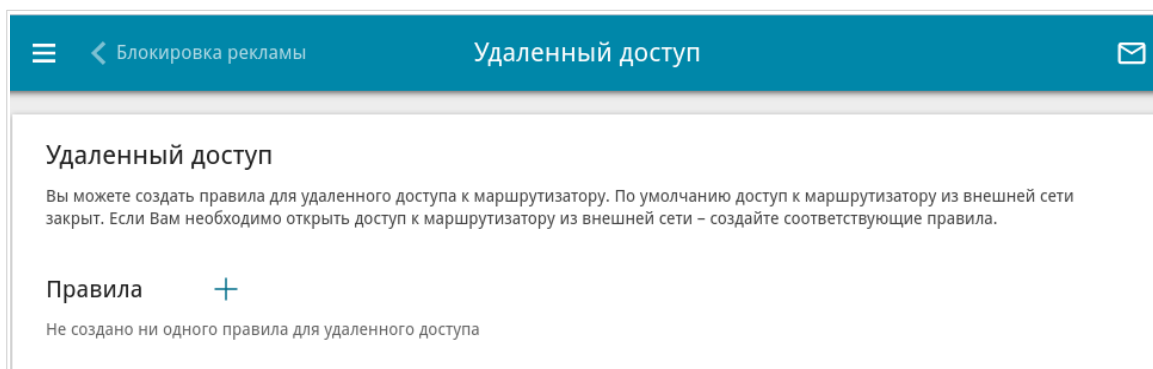 Блокировка рекламы
Удаленный доступ
Удаленный доступ
Вы можете создать правила для удаленного доступа к маршрутизатору. По умолчанию доступ к маршрутизатору из внешней сети
закрыт. Если Вам необходимо открыть доступ к маршрутизатору из внешней сети – создайте соответствующие правила.
Правила
Не создано ни одного правила для удаленного доступа